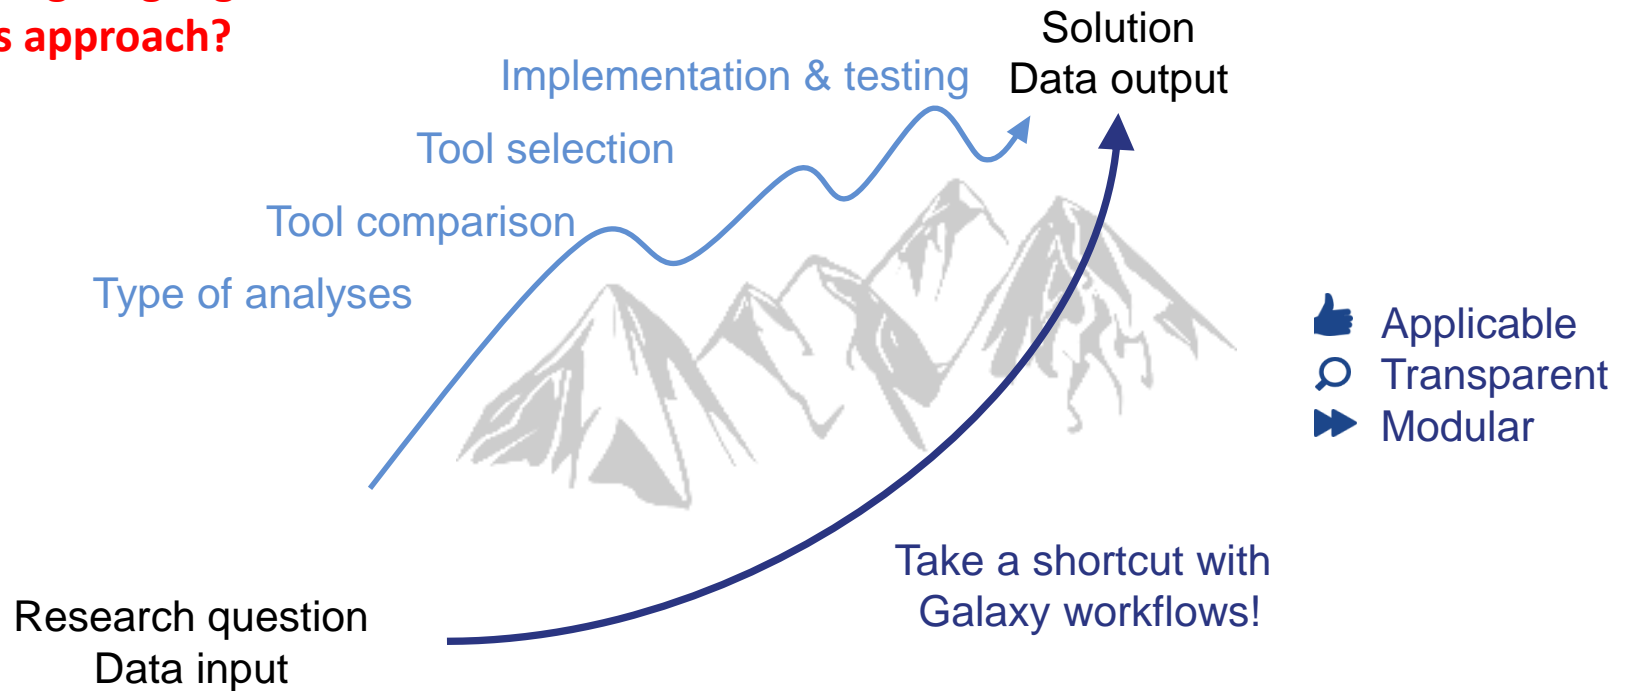 s approach?
Solution
Data output
Implementation & testing
Tool selection
Tool comparison
Type of analyses
Applicable
Transparent
Modular
Take a shortcut with
Galaxy workflows!
Research question
Data input